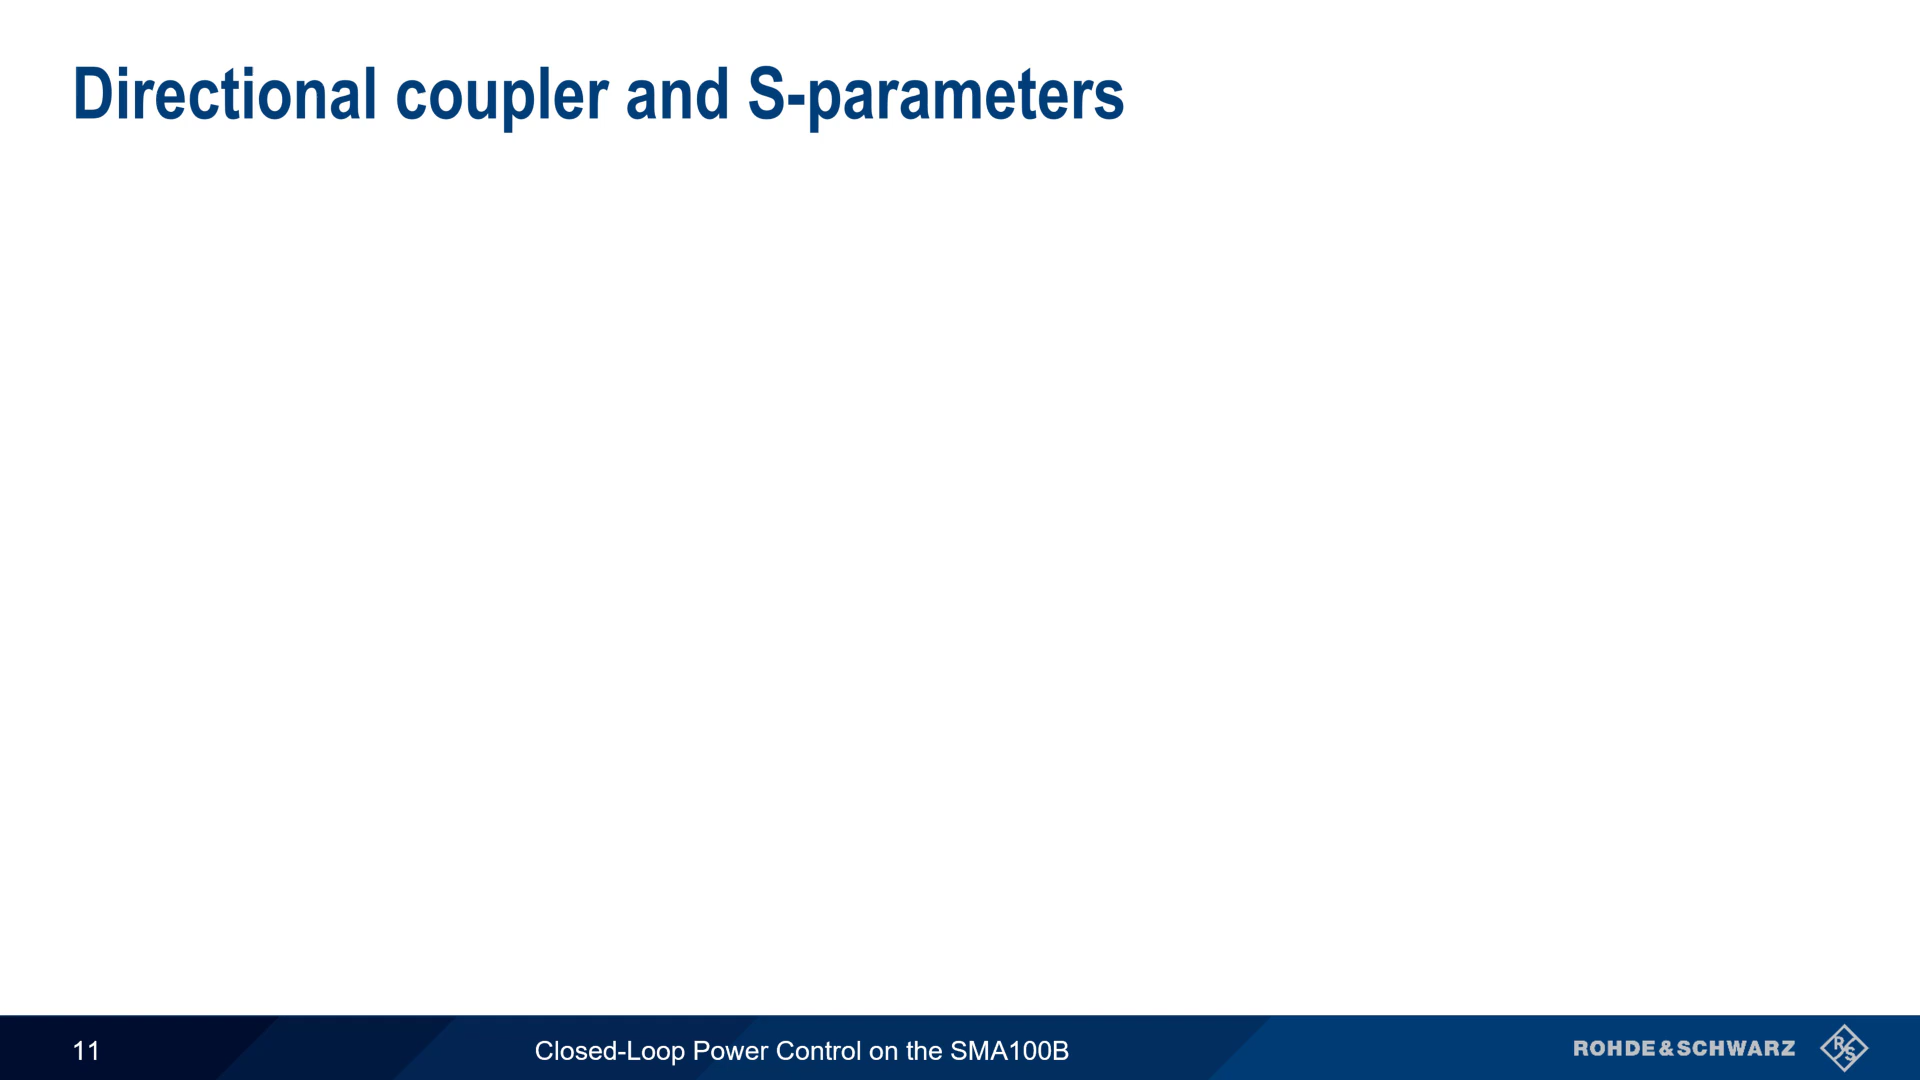 Directional coupler and S-parameters
11
Closed-Loop Power Control on the SMA100B
ROHDE&SCHWARZ
R
S